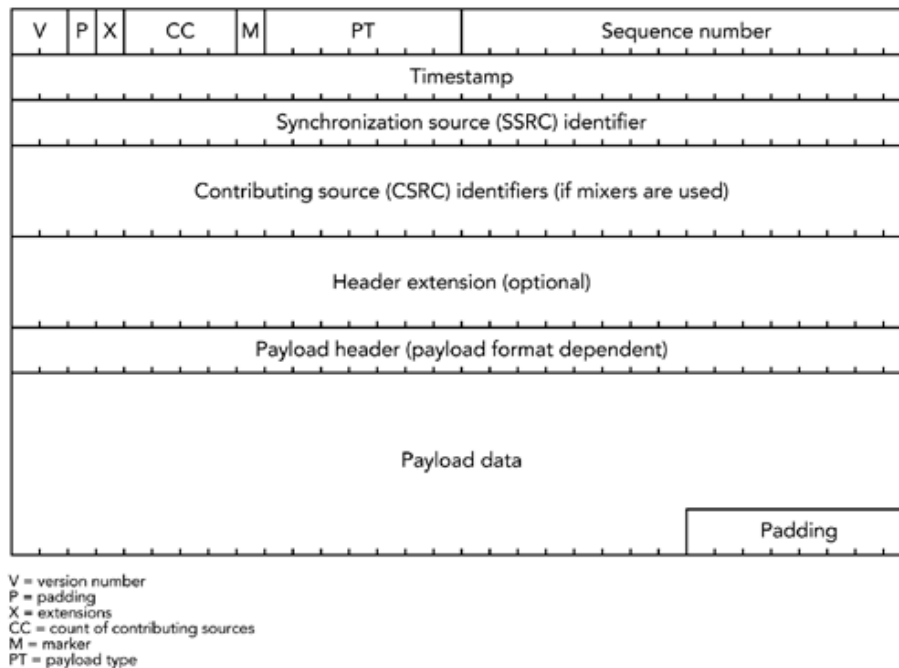 V P X CC M PT Sequence number
Timestamp
Synchronization source (SSRC) identifier
Contributing source (CSRC) identifiers (if mixers are used)
Header extension (optional)
Payload header (payload format dependent)
Payload data
Padding
V = version number
P = padding
X = extensions
CC = count of contributing sources
M = marker
PT = payload type